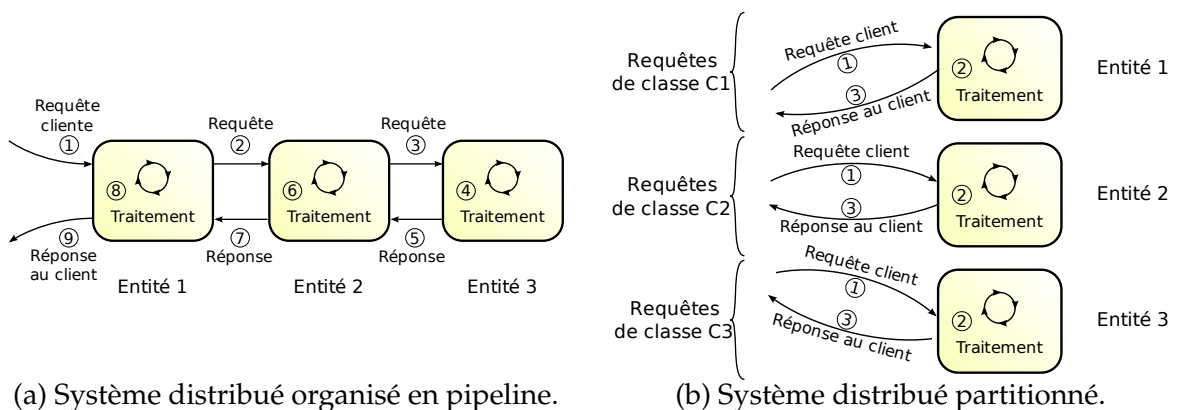 Requête
cliente
①
Requête
②
Requête
③
⑧
Traitement
⑥
Traitement
④
Traitement
⑨
Réponse
au client
⑦
Réponse
⑤
Réponse
Entité 1
Entité 2
Entité 3
(a) Système distribué organisé en pipeline.
Requêtes
de classe C1
Requête client
①
③
Réponse au client
②
Traitement
Entité 1
Requêtes
de classe C2
Requête client
①
③
Réponse au client
②
Traitement
Entité 2
Requêtes
de classe C3
Requête client
①
③
Réponse au client
②
Traitement
Entité 3
(b) Système distribué partitionné.